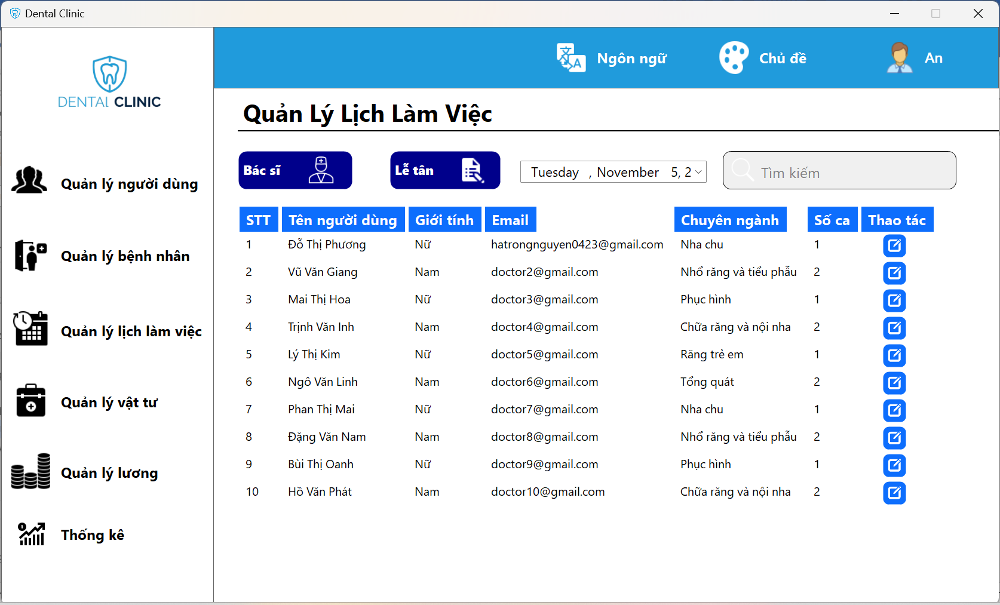 Dental Clinic
Ngôn ngữ
Chủ đề
An
DENTAL CLINIC
Quản lý người dùng
Quản lý bệnh nhân
Quản lý lịch làm việc
Quản lý vật tư
Quản lý lương
Thống kê
Quản Lý Lịch Làm Việc
Bác sĩ
Lễ tân
Tuesday , November 5, 2
Tìm kiếm
STT Tên người dùng Giới tính Email Chuyên ngành Số ca Thao tác
1 Đỗ Thị Phương Nữ hatrongnguyen0423@gmail.com Nha chu 1
2 Vũ Văn Giang Nam doctor2@gmail.com Nhổ răng và tiểu phẫu 2
3 Mai Thị Hoa Nữ doctor3@gmail.com Phục hình 1
4 Trịnh Văn Inh Nam doctor4@gmail.com Chữa răng và nội nha 2
5 Lý Thị Kim Nữ doctor5@gmail.com Răng trẻ em 1
6 Ngô Văn Linh Nam doctor6@gmail.com Tổng quát 2
7 Phan Thị Mai Nữ doctor7@gmail.com Nha chu 1
8 Đặng Văn Nam Nam doctor8@gmail.com Nhổ răng và tiểu phẫu 2
9 Bùi Thị Oanh Nữ doctor9@gmail.com Phục hình 1
10 Hồ Văn Phát Nam doctor10@gmail.com Chữa răng và nội nha 2